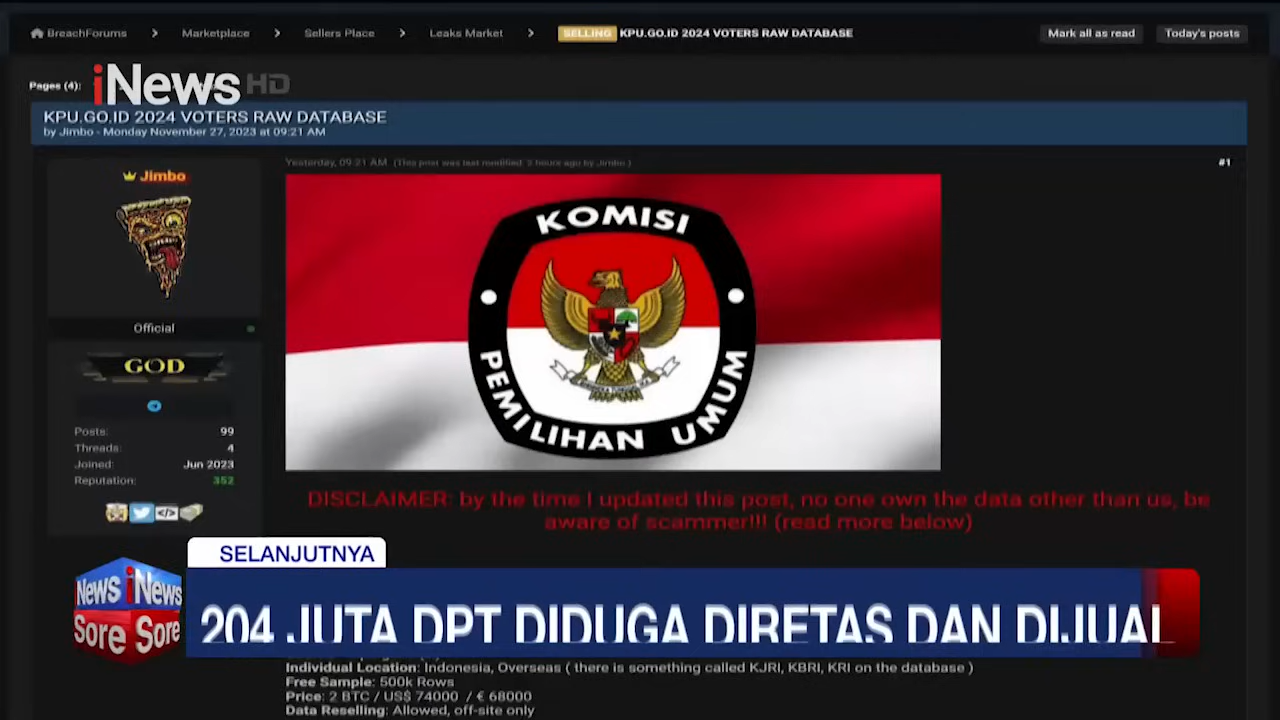 BreachForums > Marketplace > Sellers Place > Leaks Market > SELLING KPU.GO.ID 2024 VOTERS RAW DATABASE
Mark all as read Today's posts
Pages (4):
iNews HD
KPU.GO.ID 2024 VOTERS RAW DATABASE
by Jimbo - Monday November 27, 2023 at 09:21 AM
Yesterday, 09:21 AM (This post was last modified: 2 hours ago by Jimbo.)
#1
Jimbo
KOMISI
PEMILIHAN UMUM
Official
GOD
Posts: 99
Threads: 4
Joined: Jun 2023
Reputation: 352
DISCLAIMER: by the time I updated this post, no one own the data other than us, be
aware of scammer!!! (read more below)
SELANJUTNYA
News iNews
Sore Sore
204 JUTA DPT DIDUGA DIRETAS DAN DIJUAL
Individual Location: Indonesia, Overseas ( there is something called KJRI, KBRI, KRI on the database )
Free Sample: 500k Rows
Price: 2 BTC / US$ 74000 / € 68000
Data Reselling: Allowed, off-site only